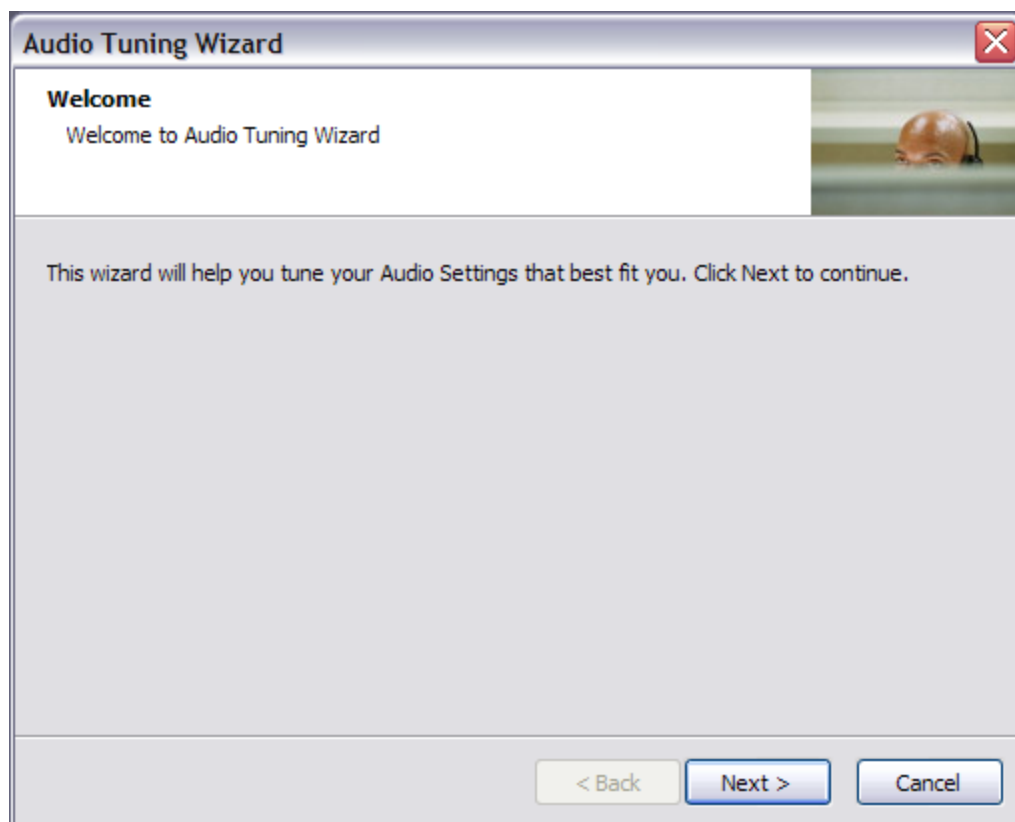 Audio Tuning Wizard
Welcome
Welcome to Audio Tuning Wizard
This wizard will help you tune your Audio Settings that best fit you. Click Next to continue.
< Back
Next >
Cancel